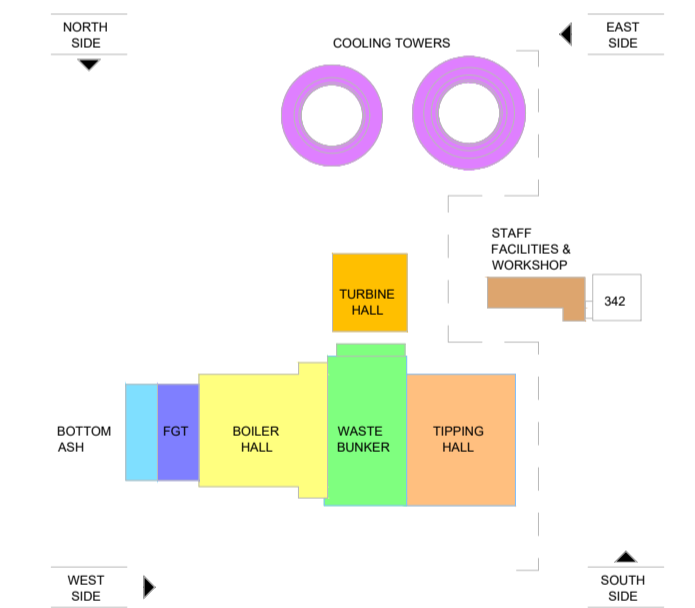 NORTH
SIDE
EAST
SIDE
COOLING TOWERS
STAFF
FACILITIES &
WORKSHOP
342
TURBINE
HALL
BOTTOM
ASH
FGT
BOILER
HALL
WASTE
BUNKER
TIPPING
HALL
WEST
SIDE
SOUTH
SIDE